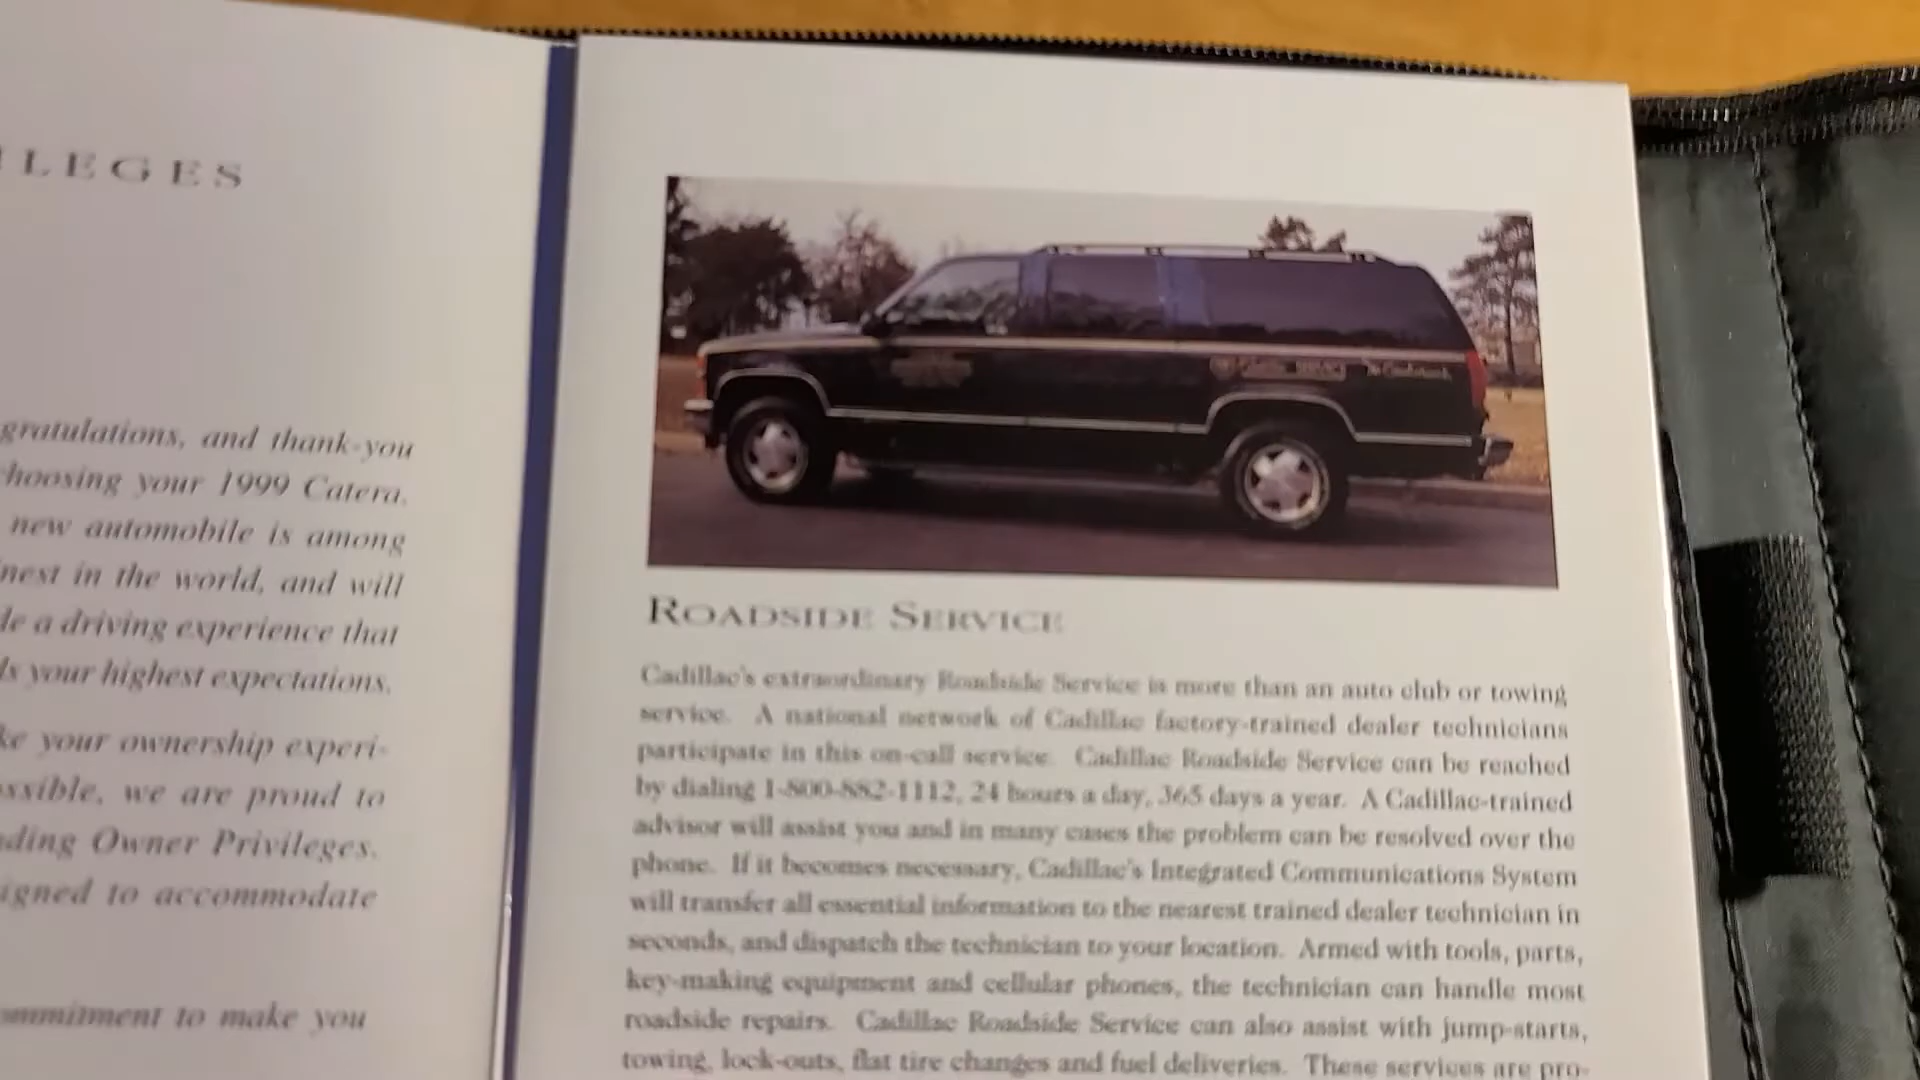 LEGES
gratulations, and thank-you
hoosing your 1999 Catera.
new automobile is among
nest in the world, and will
de a driving experience that
ds your highest expectations.
ke your ownership experi-
ssible, we are proud to
ding Owner Privileges.
igned to accommodate
ommitment to make you
ROADSIDE SERVICE
Cadillac's extraordinary Roadside Service is more than an auto club or towing
service. A national network of Cadillac factory-trained dealer technicians
participate in this on-call service. Cadillac Roadside Service can be reached
by dialing 1-800-882-1112, 24 hours a day, 365 days a year. A Cadillac-trained
advisor will assist you and in many cases the problem can be resolved over the
phone. If it becomes necessary, Cadillac's Integrated Communications System
will transfer all essential information to the nearest trained dealer technician in
seconds, and dispatch the technician to your location. Armed with tools, parts,
key-making equipment and cellular phones, the technician can handle most
roadside repairs. Cadillac Roadside Service can also assist with jump-starts,
towing, lock-outs, flat tire changes and fuel deliveries. These services are pro-